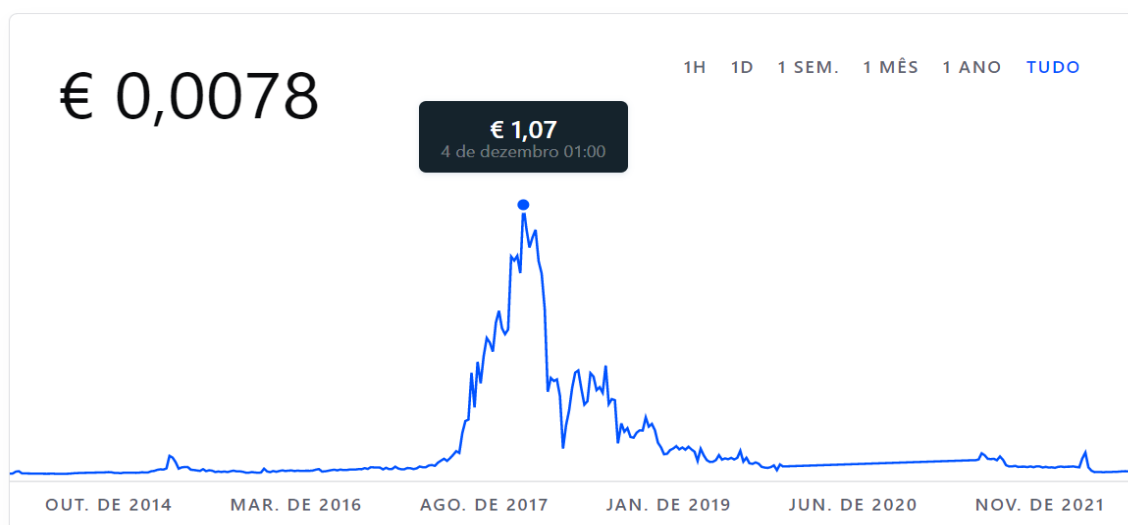 € 0,0078
1H 1D 1 SEM. 1 MÊS 1 ANO TUDO
€ 1,07
4 de dezembro 01:00
OUT. DE 2014 MAR. DE 2016 AGO. DE 2017 JAN. DE 2019 JUN. DE 2020 NOV. DE 2021